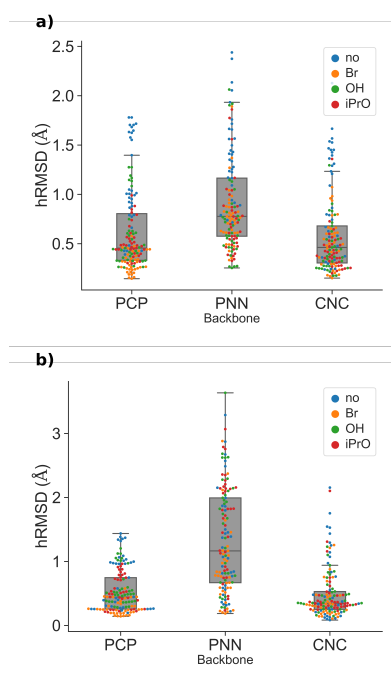 a)
2.5
2.0
1.5
1.0
0.5
hRMSD (Å)
no
Br
OH
iPrO
PCP PNN CNC
Backbone
b)
3
2
1
0
hRMSD (Å)
no
Br
OH
iPrO
PCP PNN CNC
Backbone